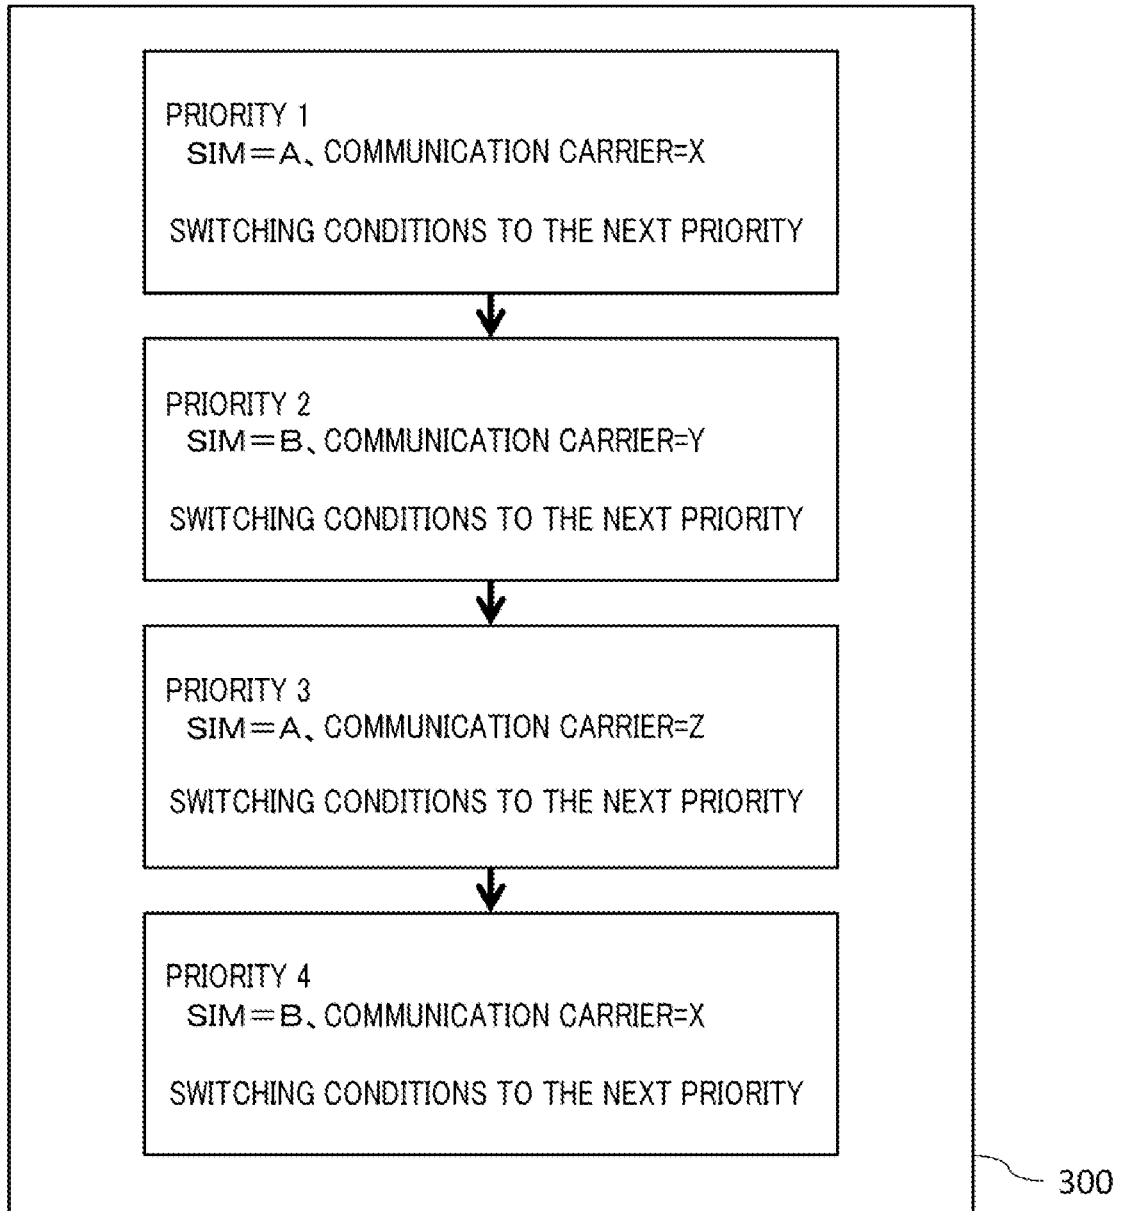 PRIORITY 1
SIM=A、COMMUNICATION CARRIER=X
SWITCHING CONDITIONS TO THE NEXT PRIORITY
PRIORITY 2
SIM=B、COMMUNICATION CARRIER=Y
SWITCHING CONDITIONS TO THE NEXT PRIORITY
PRIORITY 3
SIM=A、COMMUNICATION CARRIER=Z
SWITCHING CONDITIONS TO THE NEXT PRIORITY
PRIORITY 4
SIM=B、COMMUNICATION CARRIER=X
SWITCHING CONDITIONS TO THE NEXT PRIORITY
300